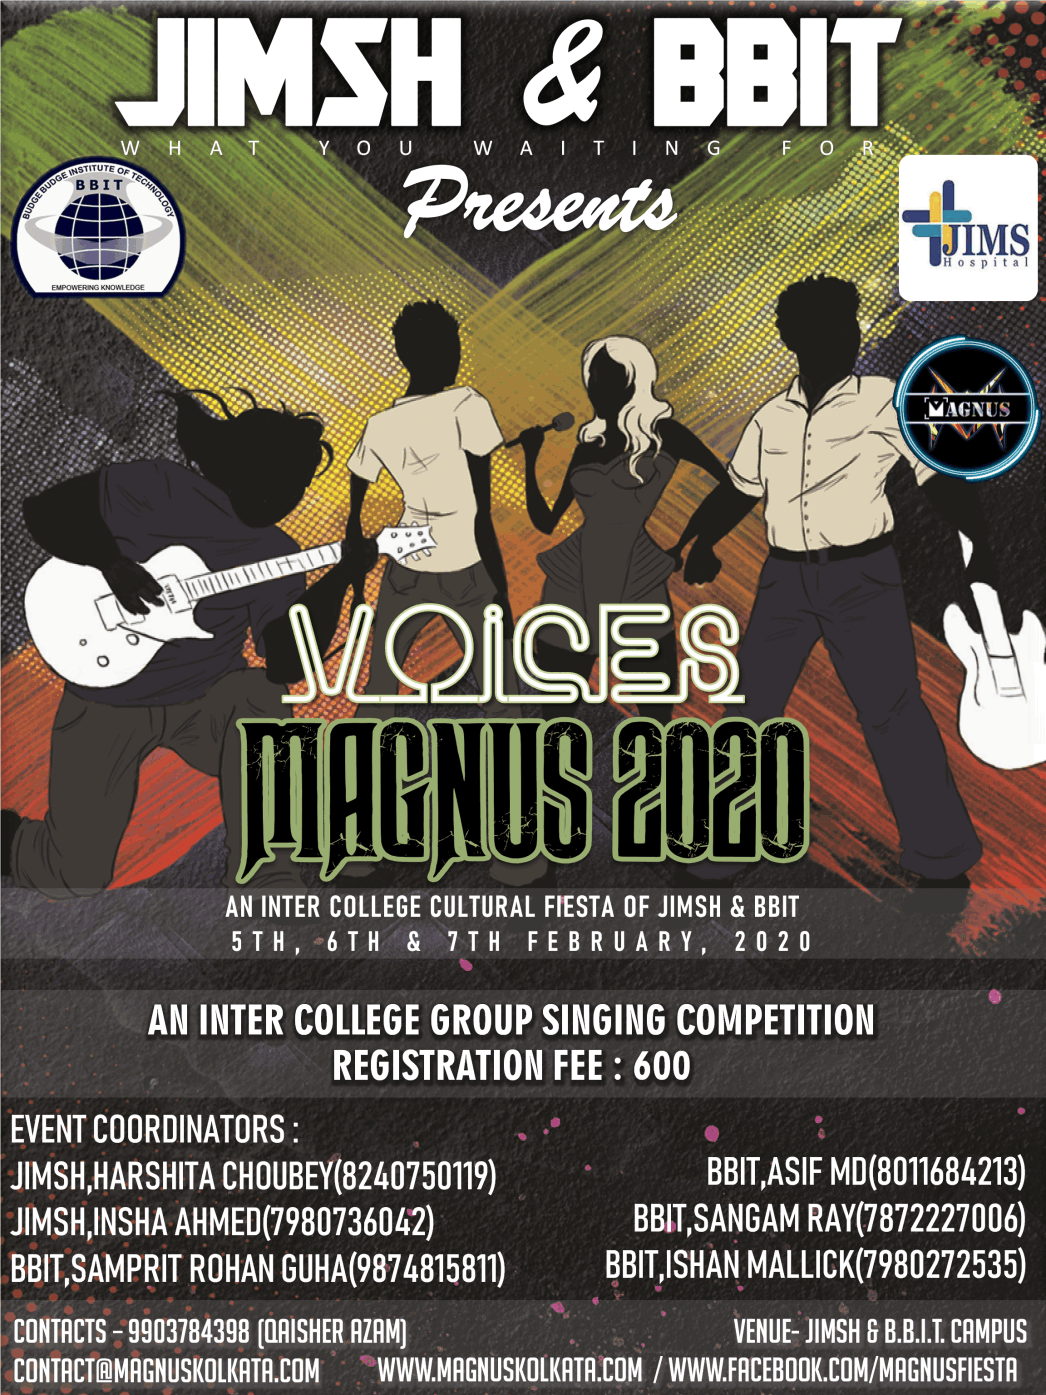 JIMSH & BBIT
WHAT YOU WAITING FOR
Presents
BUDGE BUDGE INSTITUTE OF TECHNOLOGY
BBIT
EMPOWERING KNOWLEDGE
JIMS
Hospital
MAGNUS
VOiCES
MAGNUS 2020
AN INTER COLLEGE CULTURAL FIESTA OF JIMSH & BBIT
5TH, 6TH & 7TH FEBRUARY, 2020
AN INTER COLLEGE GROUP SINGING COMPETITION
REGISTRATION FEE : 600
EVENT COORDINATORS :
JIMSH,HARSHITA CHOUBEY(8240750119)
JIMSH,INSHA AHMED(7980736042)
BBIT,SAMPRIT ROHAN GUHA(9874815811)
BBIT,ASIF MD(8011684213)
BBIT,SANGAM RAY(7872227006)
BBIT,ISHAN MALLICK(7980272535)
CONTACTS – 9903784398 (QAISHER AZAM)
VENUE- JIMSH & B.B.I.T. CAMPUS
CONTACT@MAGNUSKOLKATA.COM
WWW.MAGNUSKOLKATA.COM / WWW.FACEBOOK.COM/MAGNUSFIESTA